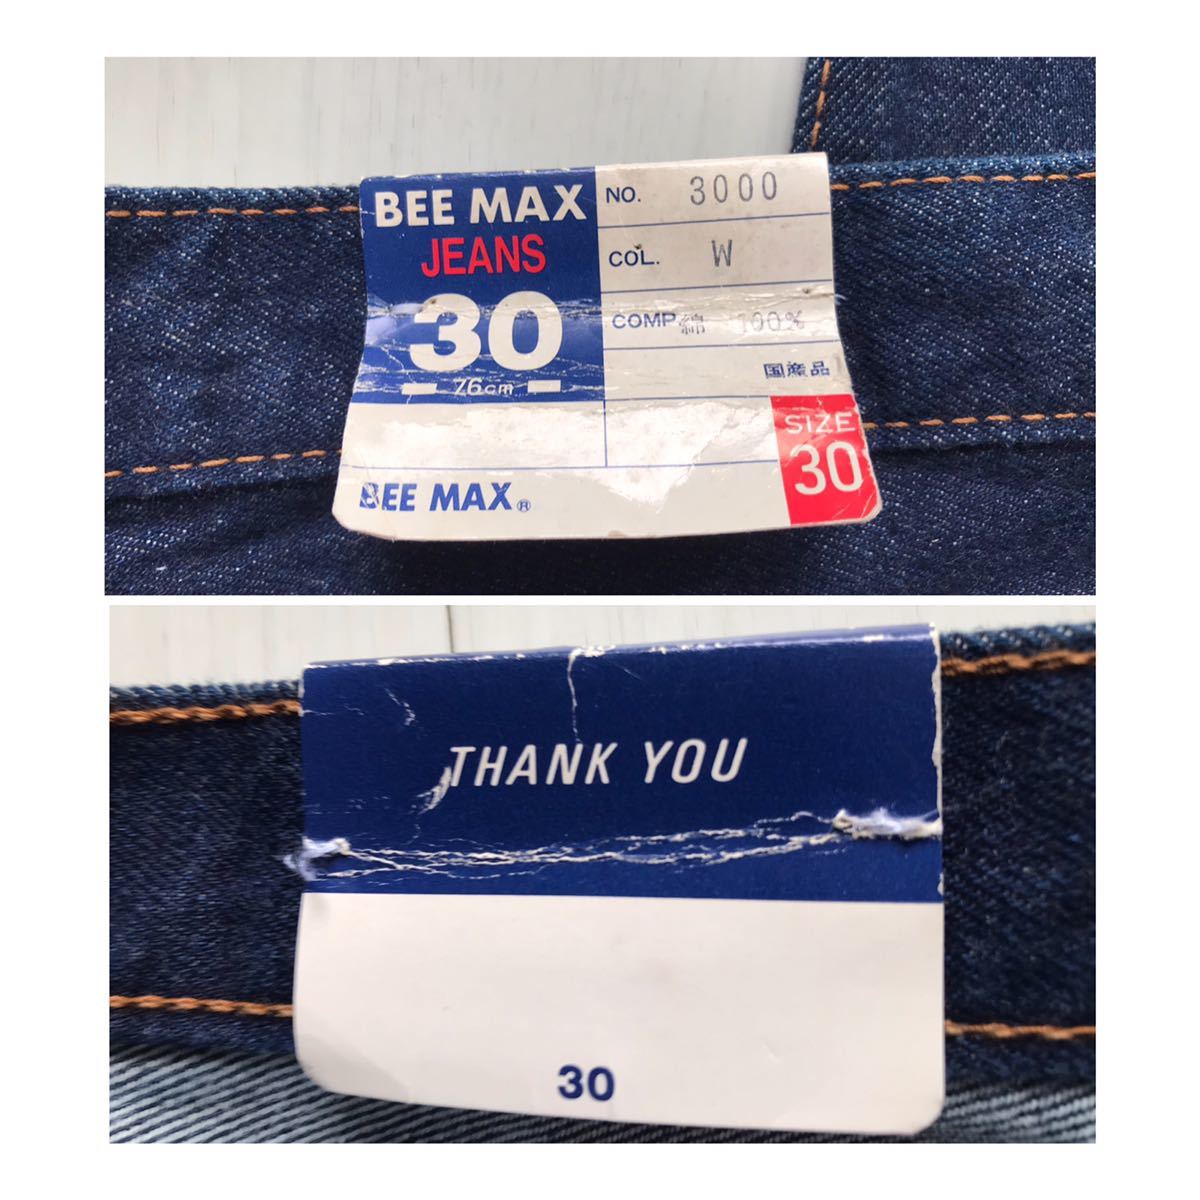 BEE MAX
JEANS
30
76cm
NO. 3000
COL. W
COMP 綿 100%
国産品
SIZE
30
BEE MAX®
THANK YOU
30